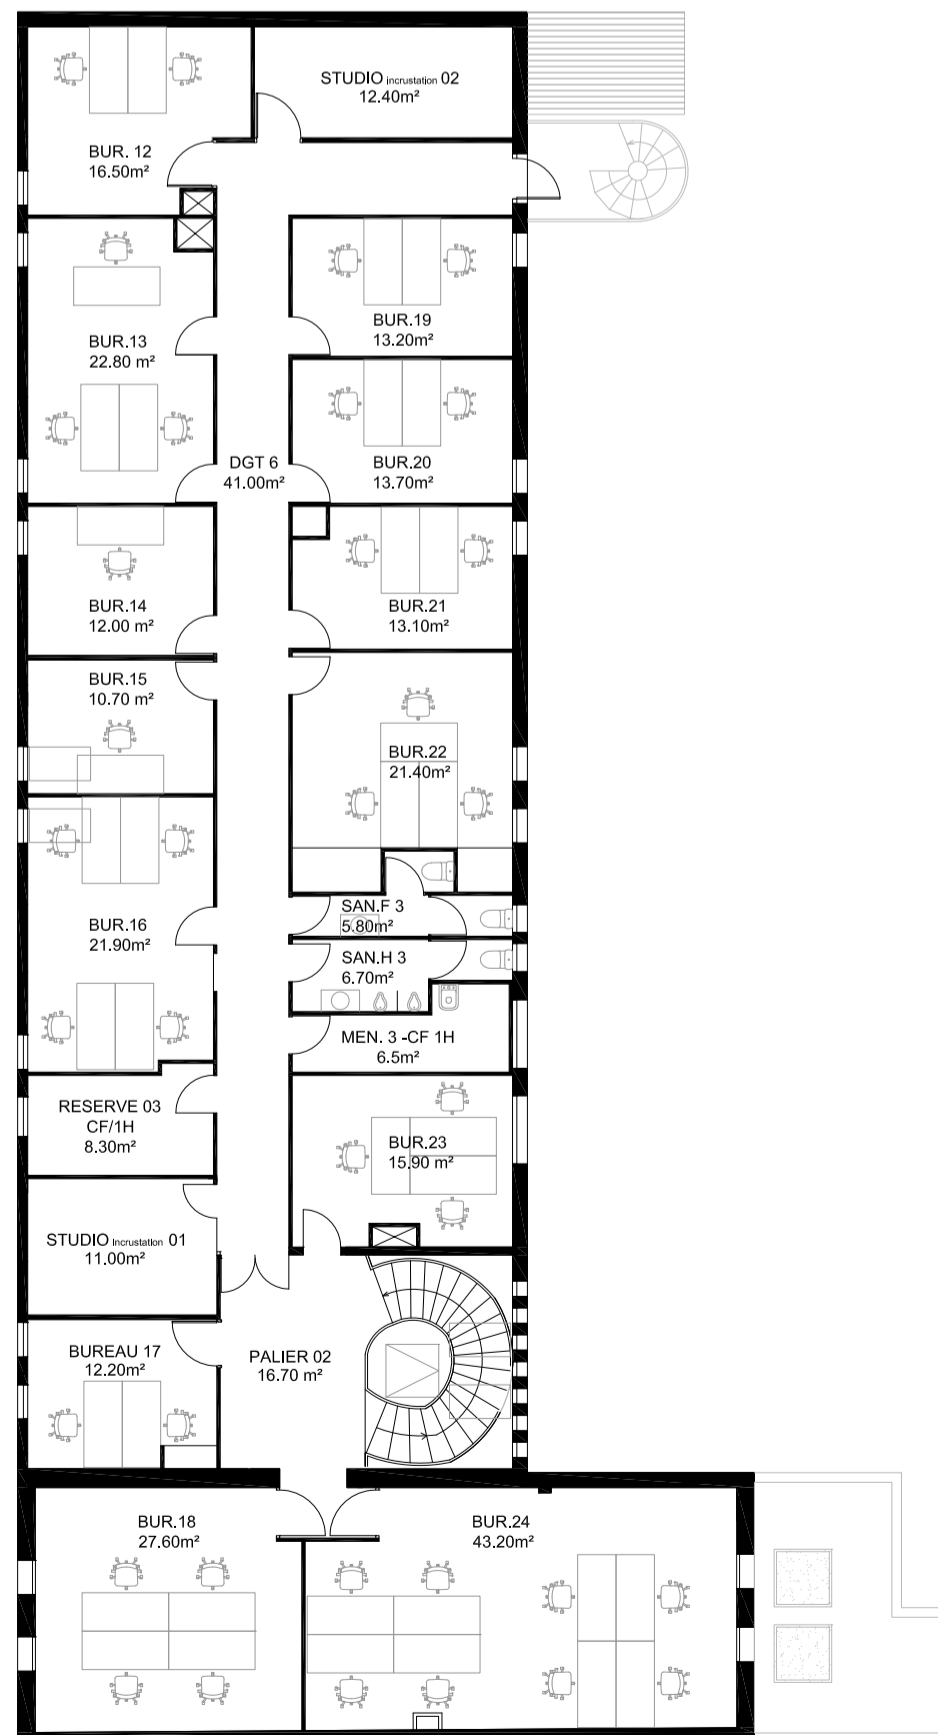 STUDIO incrustation 02
12.40m²
BUR. 12
16.50m²
BUR.19
13.20m²
BUR.13
22.80 m²
BUR.20
13.70m²
DGT 6
41.00m²
BUR.21
13.10m²
BUR.14
12.00 m²
BUR.15
10.70 m²
BUR.22
21.40m²
SAN.F 3
5.80m²
BUR.16
21.90m²
SAN.H 3
6.70m²
MEN. 3 -CF 1H
6.5m²
RESERVE 03
CF/1H
8.30m²
BUR.23
15.90 m²
STUDIO Incrustation 01
11.00m²
BUREAU 17
12.20m²
PALIER 02
16.70 m²
BUR.18
27.60m²
BUR.24
43.20m²